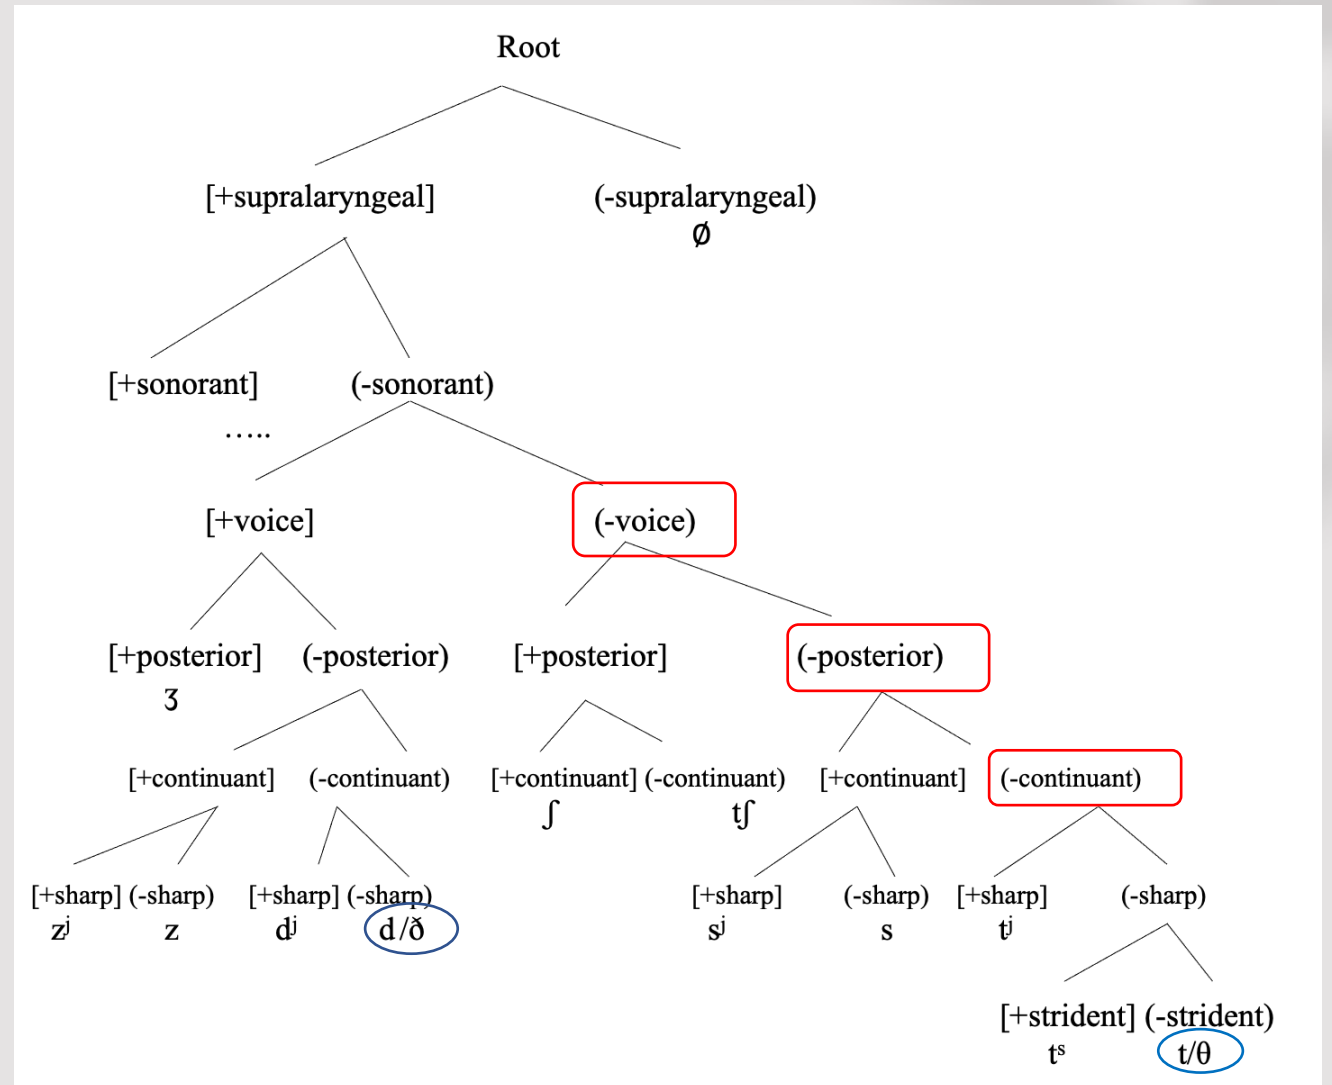 Root
[+supralaryngeal] (-supralaryngeal)
Ø
[+sonorant] (-sonorant)
.....
[+voice] (-voice)
[+posterior] (-posterior) [+posterior] (-posterior)
ʒ
[+continuant] (-continuant) [+continuant] (-continuant) [+continuant] (-continuant)
ʃ tʃ
[+sharp] (-sharp) [+sharp] (-sharp) [+sharp] (-sharp) [+sharp] (-sharp)
zʲ z dʲ d/ð sʲ s tʲ
[+strident] (-strident)
tˢ t/θ